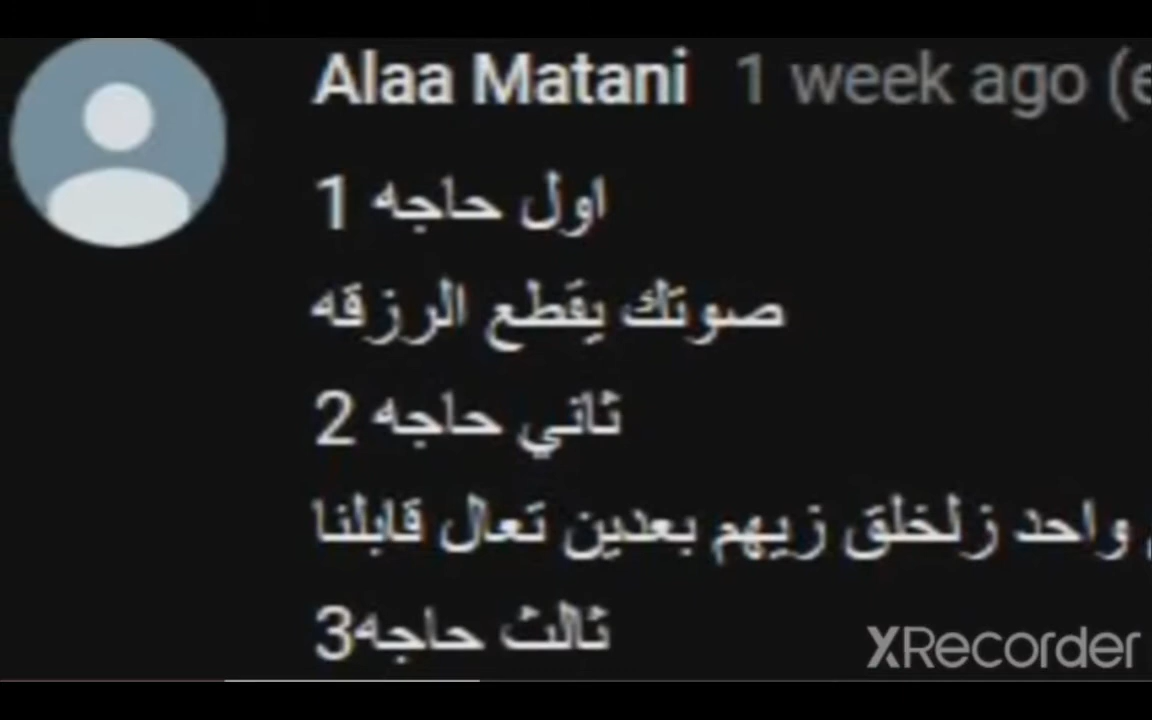 Alaa Matani 1 week ago (e
اول حاجه 1
صوتك يقطع الرزقه
ثاني حاجه 2
واحد زلخلق زيهم بعدين تعال قابلنا
ثالث حاجه3
XRecorder